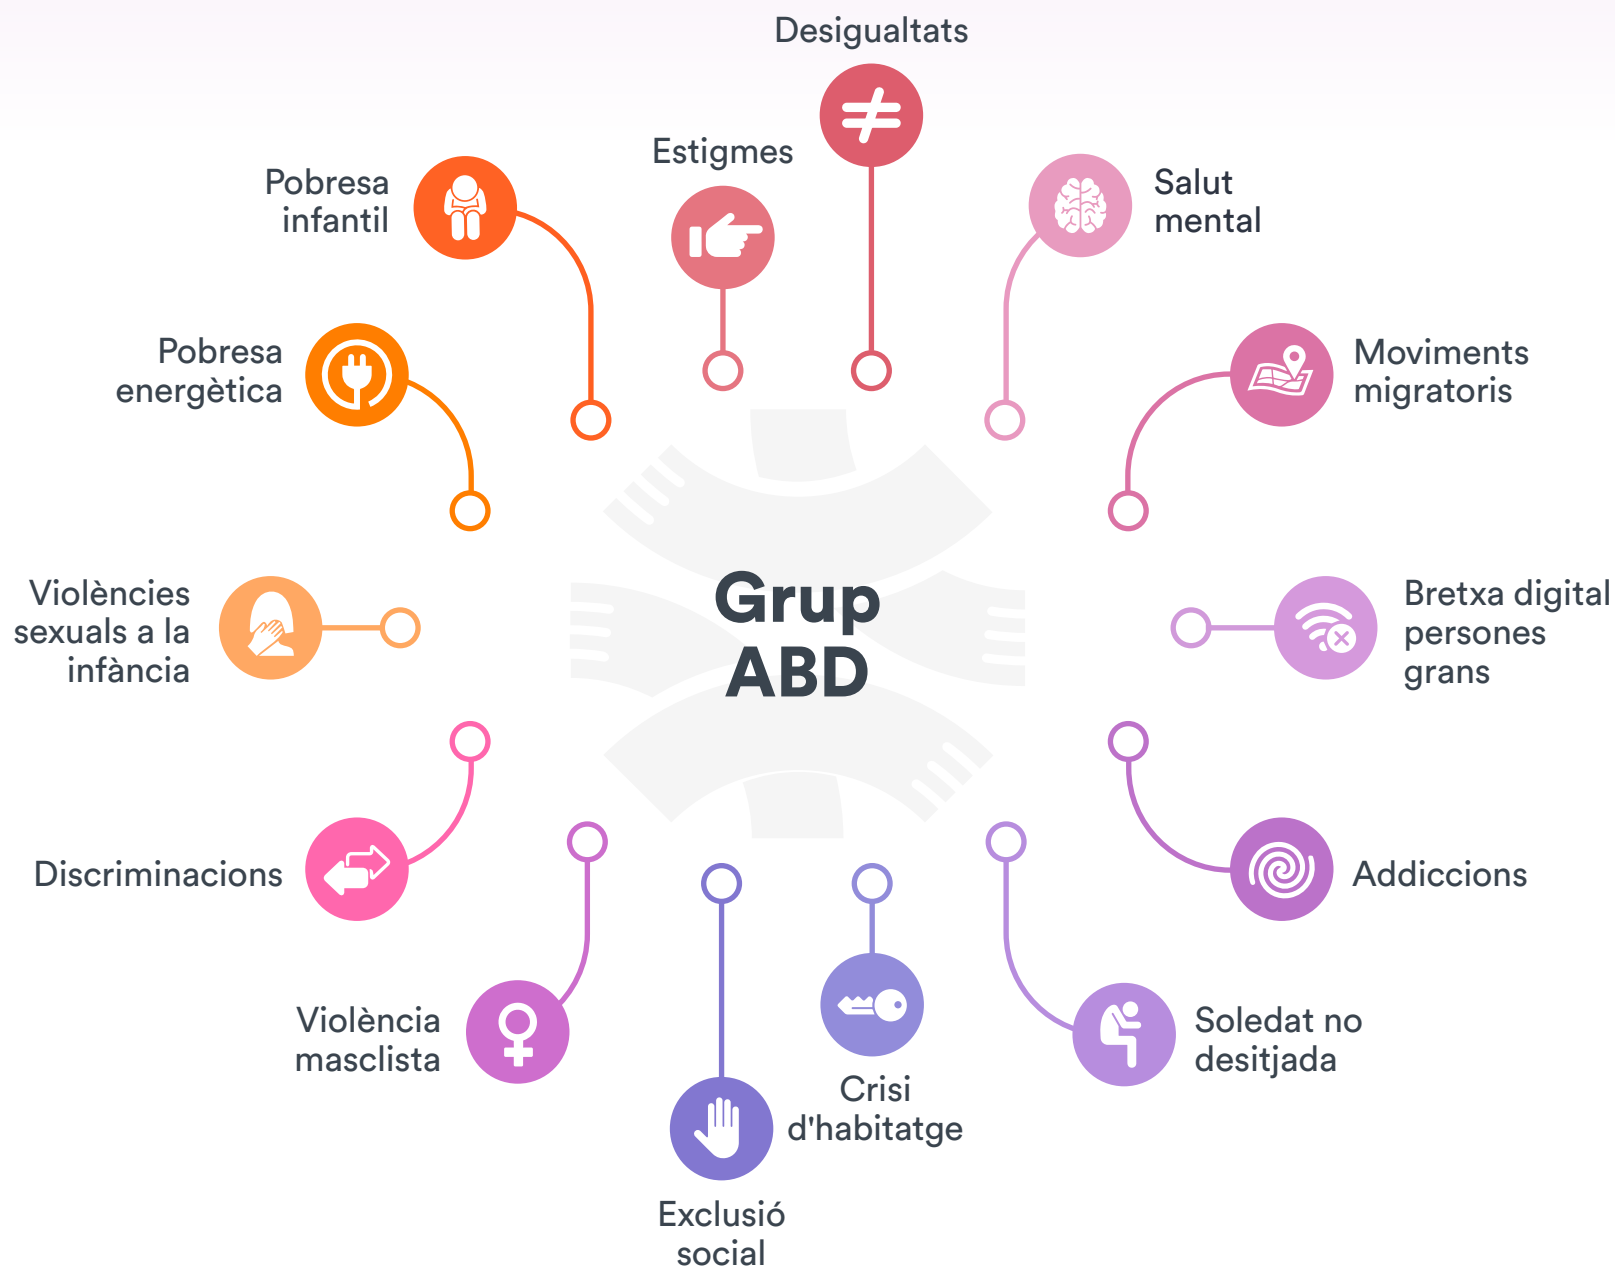 Desigualtats
Estigmes
Pobresa
infantil
Salut
mental
Pobresa
energètica
Moviments
migratoris
Violències
sexuals a la
infància
Grup
ABD
Bretxa digital
persones
grans
Discriminacions
Addiccions
Violència
masclista
Soledat no
desitjada
Crisi
d'habitatge
Exclusió
social